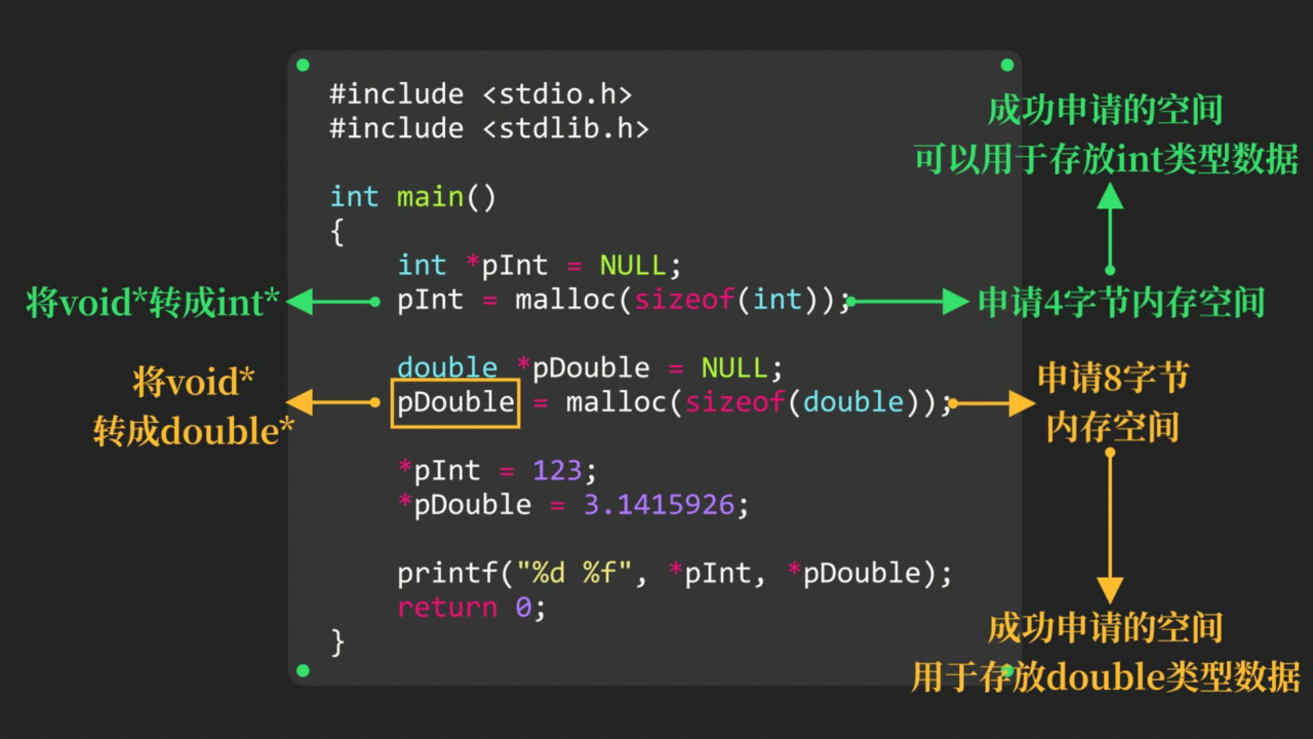 #include <stdio.h>
#include <stdlib.h>
int main()
{
int *pInt = NULL;
pInt = malloc(sizeof(int));
double *pDouble = NULL;
pDouble = malloc(sizeof(double));
*pInt = 123;
*pDouble = 3.1415926;
printf("%d %f", *pInt, *pDouble);
return 0;
}
将void*转成int*
将void*
转成double*
成功申请的空间
可以用于存放int类型数据
申请4字节内存空间
申请8字节
内存空间
成功申请的空间
用于存放double类型数据